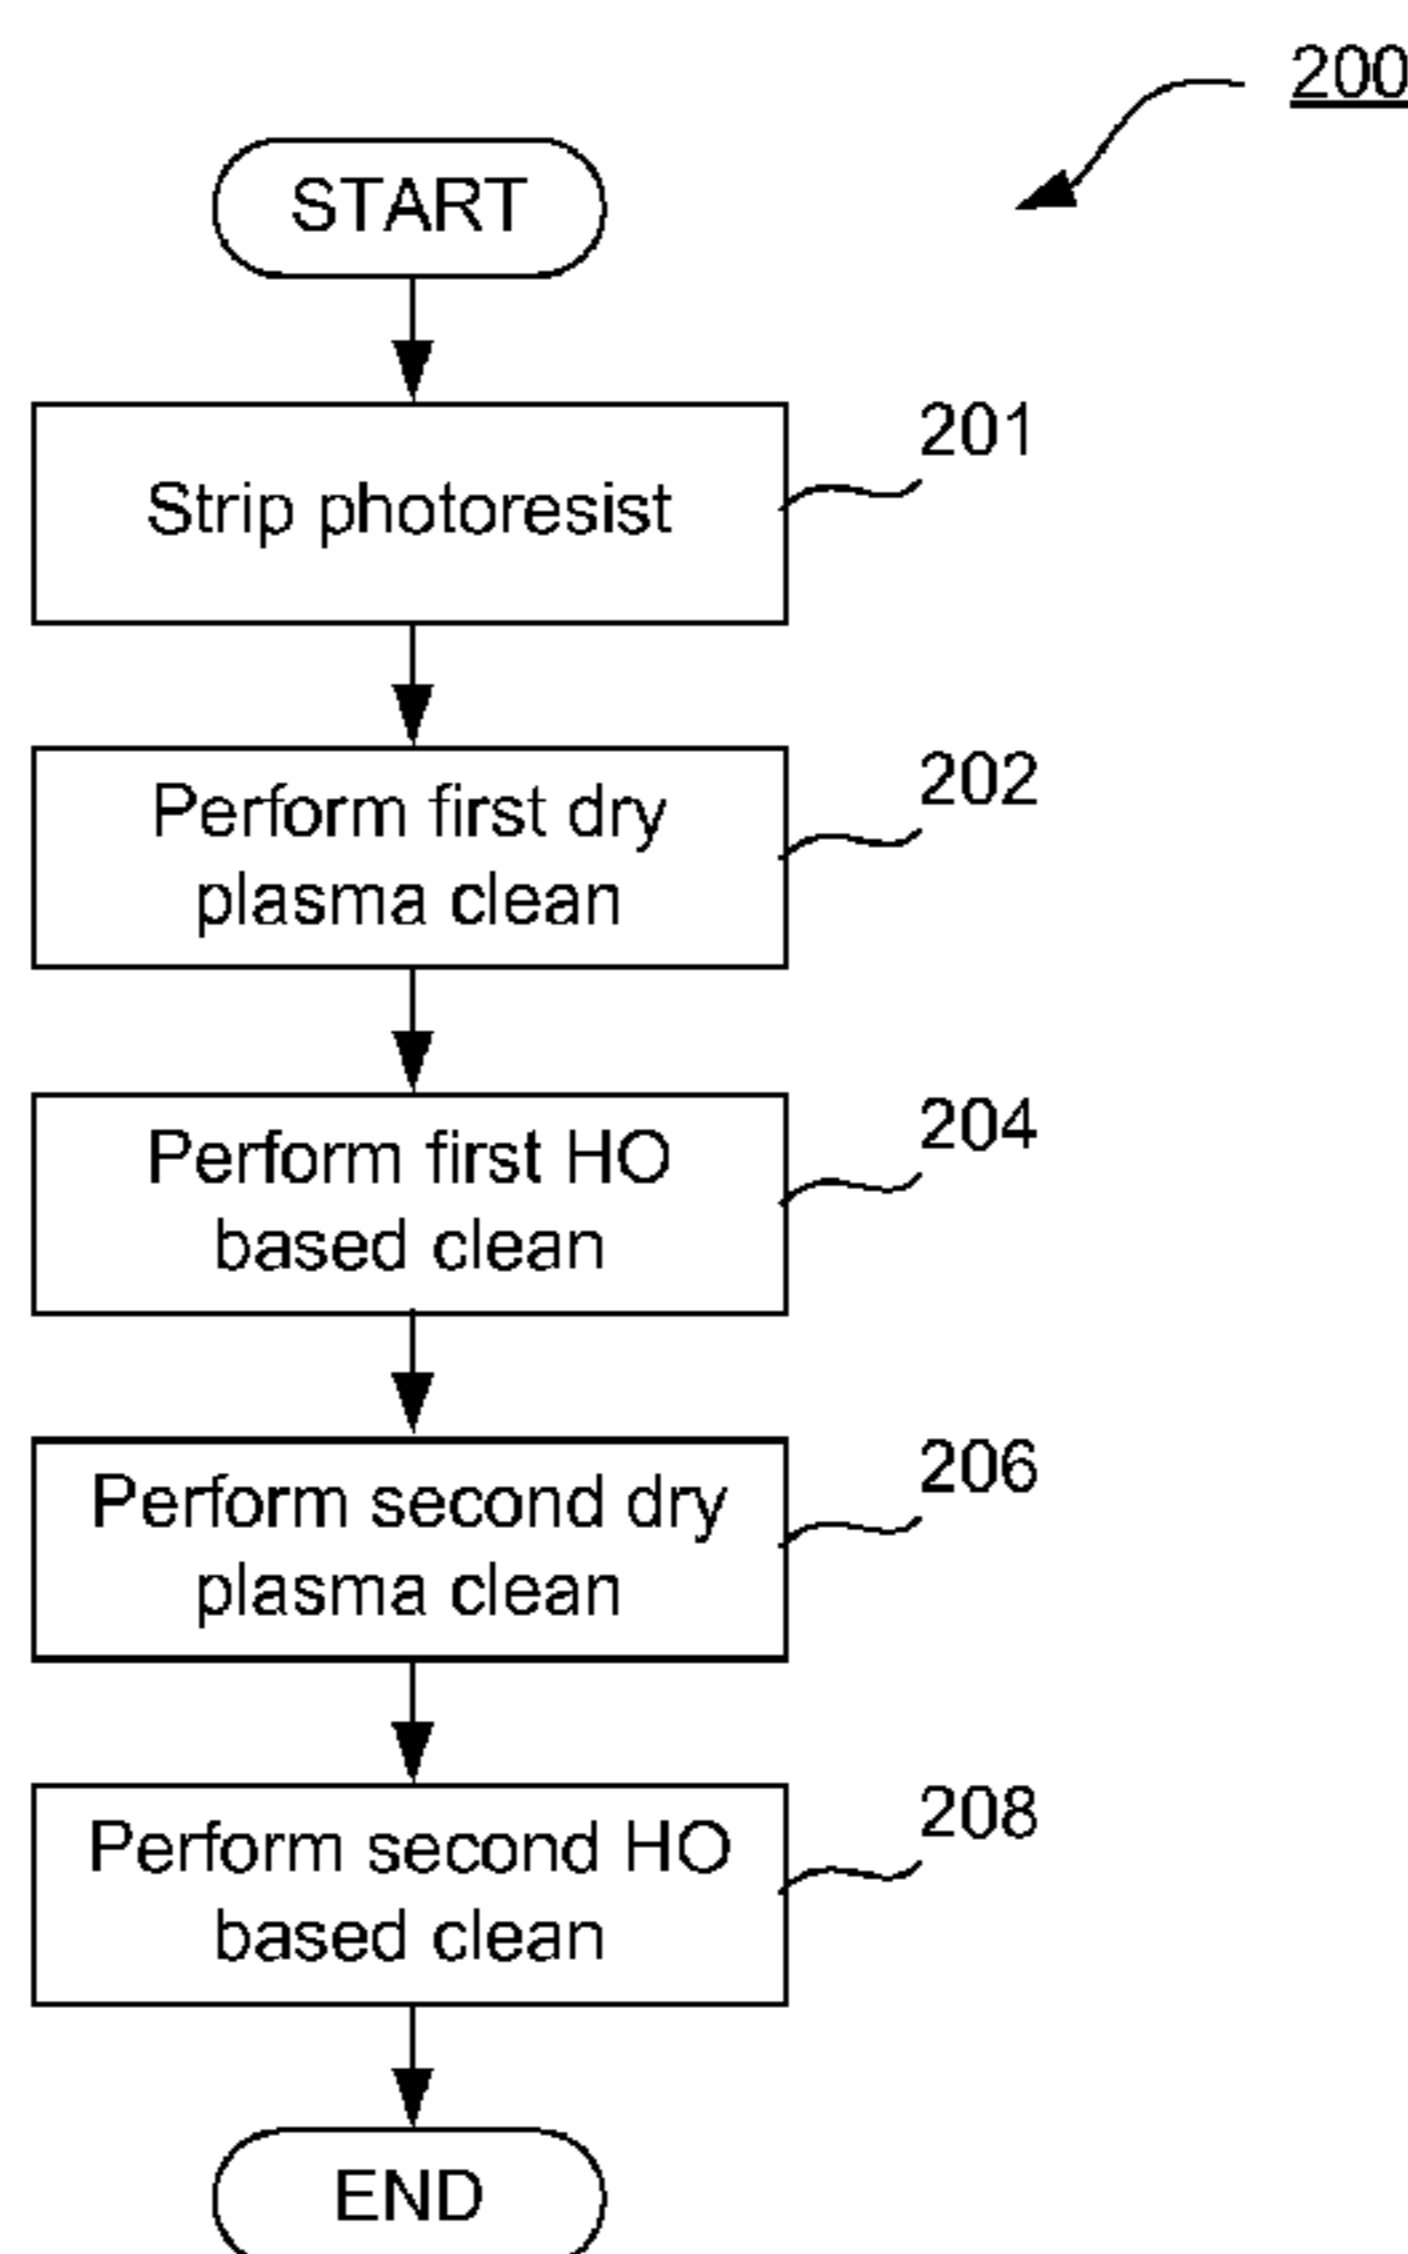 200
START
201
Strip photoresist
202
Perform first dry
plasma clean
204
Perform first HO
based clean
206
Perform second dry
plasma clean
208
Perform second HO
based clean
END